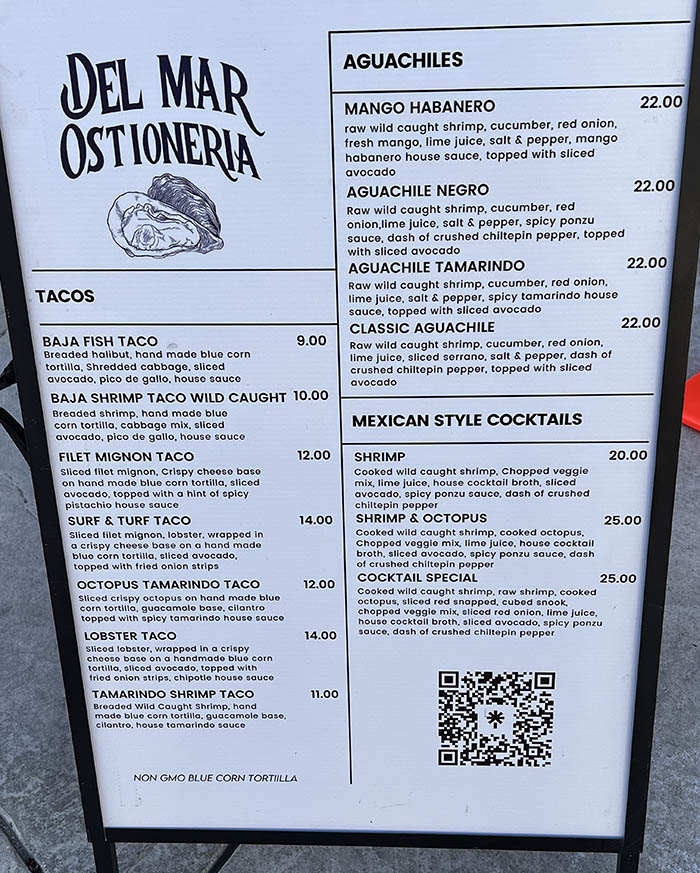 DEL MAR
OSTIONERIA
TACOS
BAJA FISH TACO 9.00
Breaded halibut, hand made blue corn
tortilla, Shredded cabbage, sliced
avocado, pico de gallo, house sauce
BAJA SHRIMP TACO WILD CAUGHT 10.00
Breaded shrimp, hand made blue
corn tortilla, cabbage mix, sliced
avocado, pico de gallo, house sauce
FILET MIGNON TACO 12.00
Sliced filet mignon, Crispy cheese base
on hand made blue corn tortilla, sliced
avocado, topped with a hint of spicy
pistachio house sauce
SURF & TURF TACO 14.00
Sliced filet mignon, lobster, wrapped in
a crispy cheese base on a hand made
blue corn tortilla, sliced avocado,
topped with fried onion strips
OCTOPUS TAMARINDO TACO 12.00
Sliced crispy octopus on hand made blue
corn tortilla, guacamole base, cilantro
topped with spicy tamarindo house sauce
LOBSTER TACO 14.00
Sliced lobster, wrapped in a crispy
cheese base on a handmade blue corn
tortilla, sliced avocado, topped with
fried onion strips, chipotle house sauce
TAMARINDO SHRIMP TACO 11.00
Breaded Wild Caught Shrimp, hand
made blue corn tortilla, guacamole base,
cilantro, house tamarindo sauce
NON GMO BLUE CORN TORTIILLA
AGUACHILES
MANGO HABANERO 22.00
raw wild caught shrimp, cucumber, red onion,
fresh mango, lime juice, salt & pepper, mango
habanero house sauce, topped with sliced
avocado
AGUACHILE NEGRO 22.00
Raw wild caught shrimp, cucumber, red
onion,lime juice, salt & pepper, spicy ponzu
sauce, dash of crushed chiltepin pepper, topped
with sliced avocado
AGUACHILE TAMARINDO 22.00
Raw wild caught shrimp, cucumber, red onion,
lime juice, salt & pepper, spicy tamarindo house
sauce, topped with sliced avocado
CLASSIC AGUACHILE 22.00
Raw wild caught shrimp, cucumber, red onion,
lime juice, sliced serrano, salt & pepper, dash of
crushed chiltepin pepper, topped with sliced
avocado
MEXICAN STYLE COCKTAILS
SHRIMP 20.00
Cooked wild caught shrimp, Chopped veggie
mix, lime juice, house cocktail broth, sliced
avocado, spicy ponzu sauce, dash of crushed
chiltepin pepper
SHRIMP & OCTOPUS 25.00
Cooked wild caught shrimp, cooked octopus,
Chopped veggie mix, lime juice, house cocktail
broth, sliced avocado, spicy ponzu sauce, dash
of crushed chiltepin pepper
COCKTAIL SPECIAL 25.00
Cooked wild caught shrimp, raw shrimp, cooked
octopus, sliced red snapped, cubed snook,
chopped veggie mix, sliced red onion, lime juice,
house cocktail broth, sliced avocado, spicy ponzu
sauce, dash of crushed chiltepin pepper